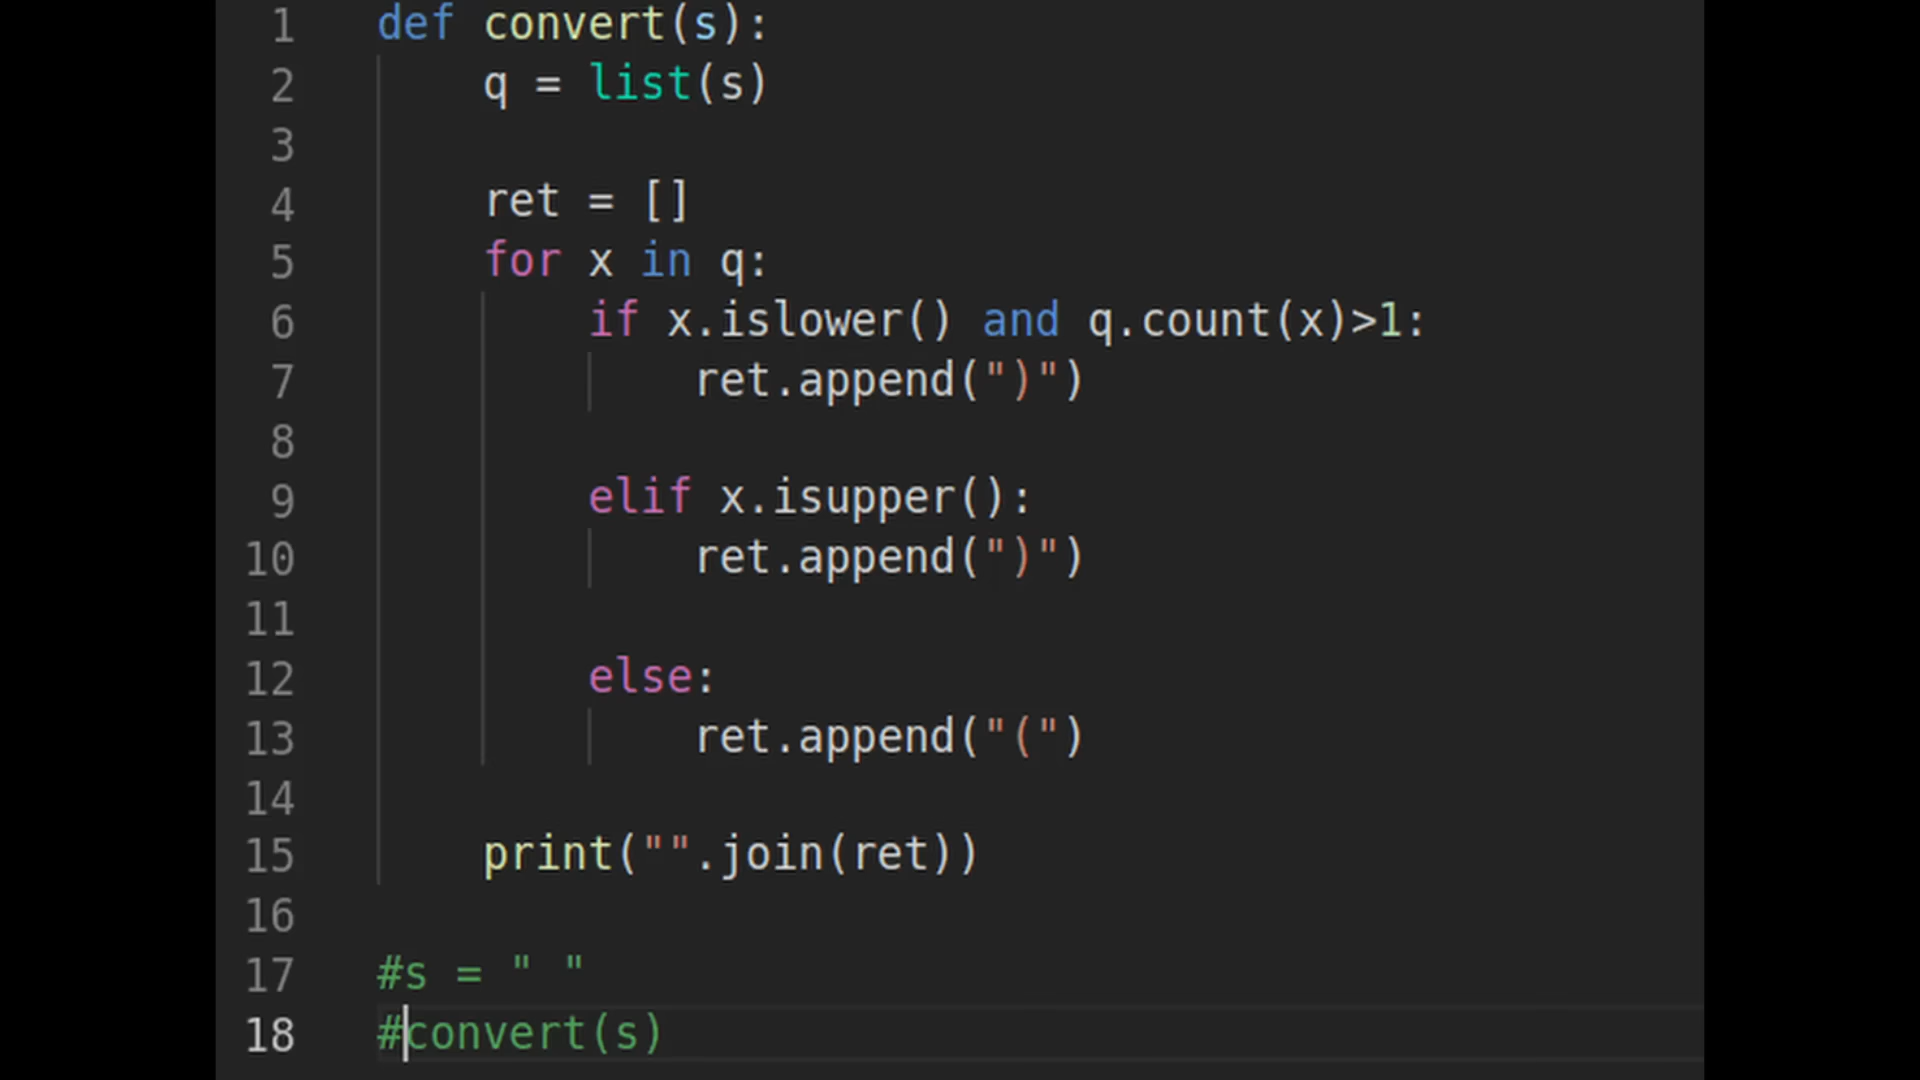 1 def convert(s):
2 q = list(s)
3
4 ret = []
5 for x in q:
6 if x.islower() and q.count(x)>1:
7 ret.append(")")
8
9 elif x.isupper():
10 ret.append(")")
11
12 else:
13 ret.append("(")
14
15 print("".join(ret))
16
17 #s = " "
18 #convert(s)